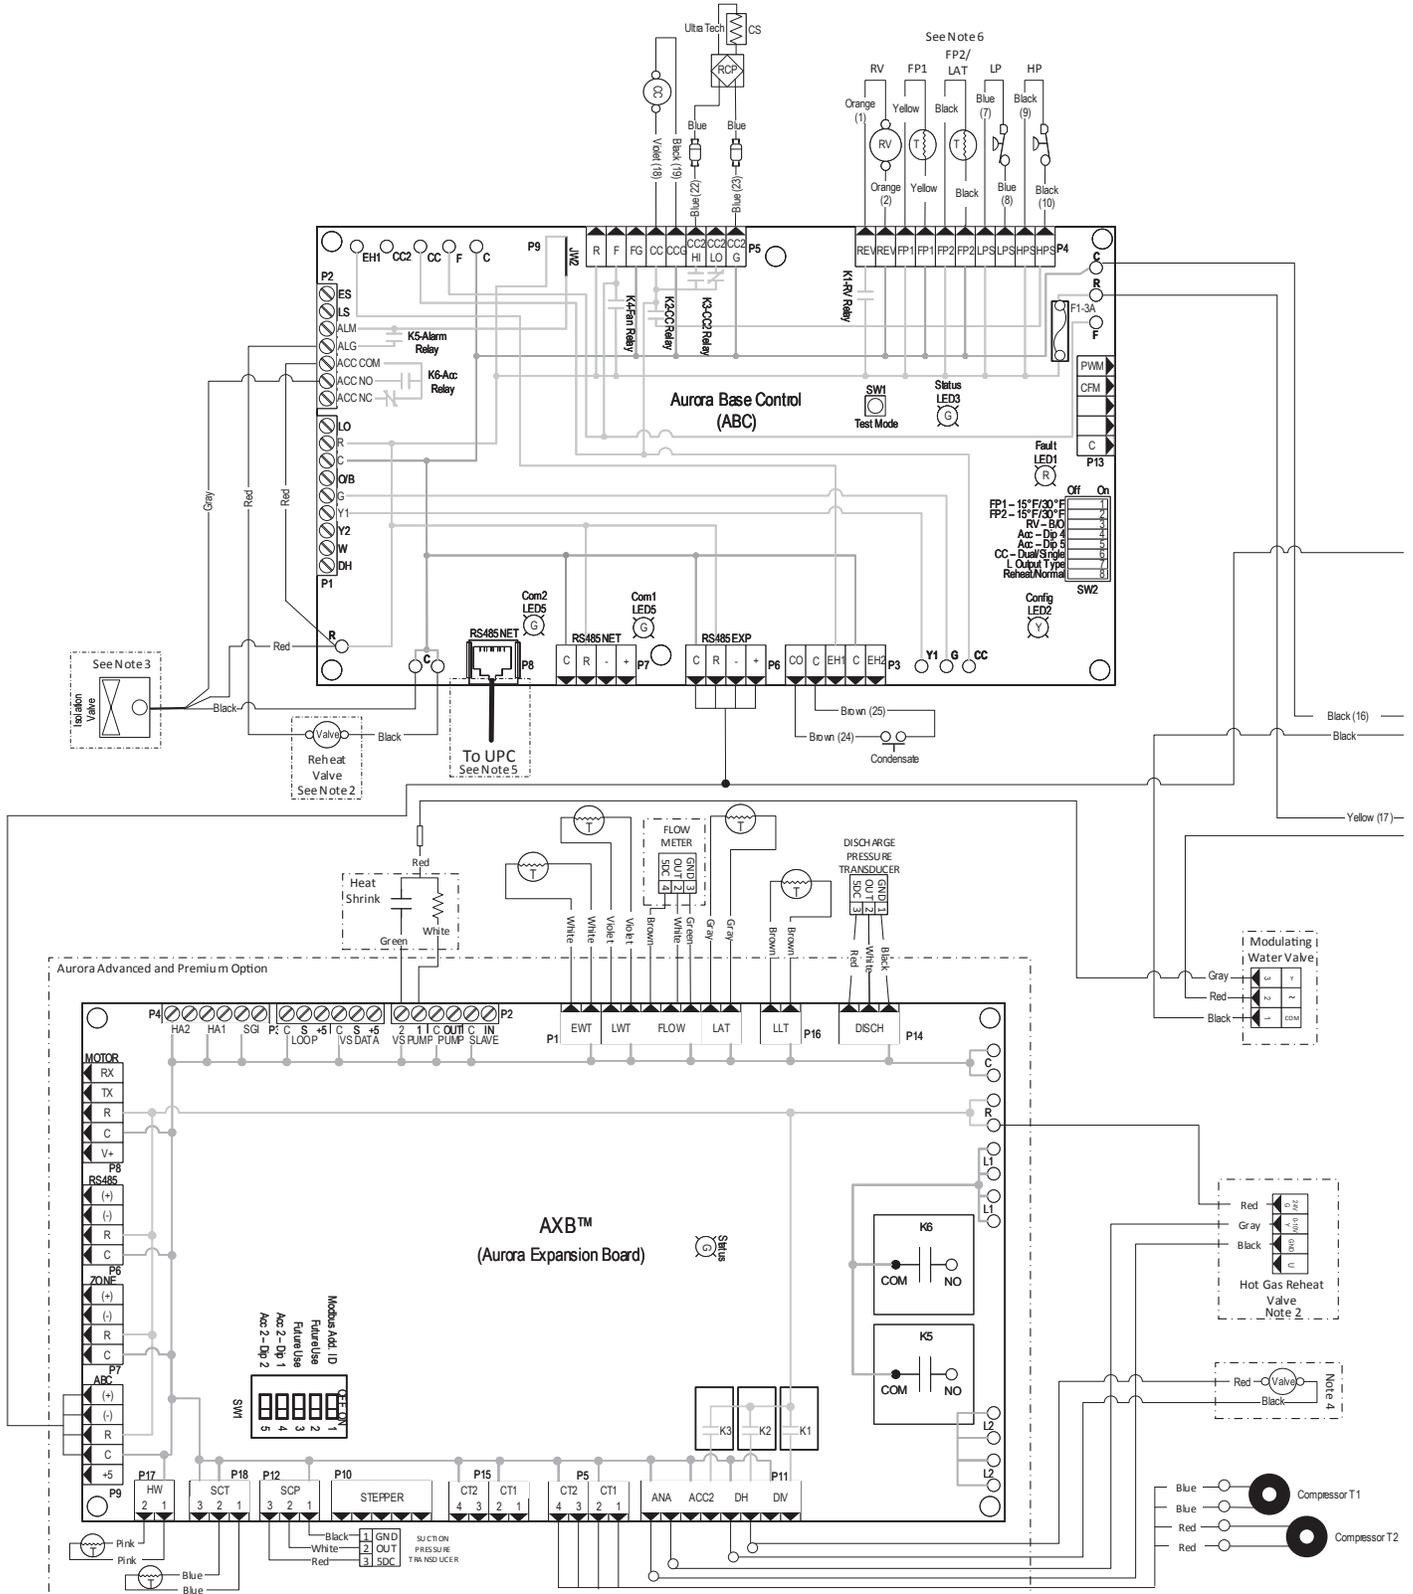 Ultra Tech
CS
RCP
CC
See Note 6
FP2/
LAT
RV
FP1
LP
HP
Orange
(1)
Yellow
Black
Blue
(7)
Black
(9)
RV
T
T
Orange
(2)
Yellow
Black
Blue
(8)
Black
(10)
Violet (18)
Black (19)
Blue
Blue
Blue(22)
Blue(23)
EH1
CC2
CC
F
C
P9
JW2
R
F
FG
CC
CCG
CC2
HI
CC2
LO
CC2
G
P5
REV
REV
FP1
FP1
FP2
FP2
LPS
LPS
HPS
HPS
P4
C
R
F1-3A
F
P2
ES
LS
ALM
ALG
ACC COM
ACC NO
ACC NC
K5-Alarm
Relay
K6-Acc
Relay
K4-Fan Relay
K2-CC Relay
K3-CC2 Relay
K1-RV Relay
LO
R
C
O/B
G
Y1
Y2
W
DH
P1
Aurora Base Control
(ABC)
SW1
Test Mode
Status
LED3
G
PWM
CFM
C
P13
Fault
LED1
R
Off
On
FP1 – 15°F/30°F
FP2 – 15°F/30°F
RV – B/O
Acc – Dip 4
Acc – Dip 5
CC – Dual/Single
L Output Type
Reheat/Normal
1
2
3
4
5
6
7
8
SW2
Config
LED2
Y
Com2
LED5
G
Com1
LED5
G
R
C
RS485 NET
P8
RS485 NET
C
R
-
+
P7
RS485 EXP
C
R
-
+
P6
CO
C
EH1
C
EH2
P3
Y1
G
CC
Gray
Red
Red
Red
See Note 3
Isolation
Valve
Black
Valve
Black
Reheat
Valve
See Note 2
To UPC
See Note 5
Brown (25)
Brown (24)
Condensate
Black (16)
Black
Yellow (17)
Red
Heat
Shrink
Green
White
T
T
T
T
FLOW
METER
5DC
OUT
GND
4
2
3
DISCHARGE
PRESSURE
TRANSDUCER
5DC
OUT
GND
3
2
1
White
White
Violet
Violet
Brown
White
Green
Gray
Gray
Brown
Brown
Red
White
Black
Modulating
Water Valve
Gray
Red
Black
3
Y
2
~
1
COM
Aurora Advanced and Premium Option
P4
HA2
HA1
SGI
P3
C
S
+5
LOOP
C
S
+5
VS DATA
2
1
VS PUMP
C
OUT
PUMP
C
IN
SLAVE
P2
P1
EWT
LWT
FLOW
LAT
LLT
P16
DISCH
P14
C
R
L1
L1
L2
L2
MOTOR
RX
TX
R
C
V+
P8
RS485
(+)
(-)
R
C
P6
ZONE
(+)
(-)
R
C
P7
ABC
(+)
(-)
R
C
+5
P9
AXB™
(Aurora Expansion Board)
G
Status
K6
COM
NO
K5
COM
NO
K3
K2
K1
Modbus Add. ID
Future Use
Future Use
Acc 2 – Dip 1
Acc 2 – Dip 2
SW1
OFF ON
5
4
3
2
1
P17
HW
2
1
SCT
P18
3
2
1
P12
SCP
3
2
1
P10
STEPPER
P15
CT2
CT1
4
3
2
1
P5
CT2
CT1
4
3
2
1
ANA
ACC2
DH
DIV
P11
T
Pink
Pink
T
Blue
Blue
Black
White
Red
1 GND
2 OUT
3 5DC
SUCTION
PRESSURE
TRANSDUCER
Red
Gray
Black
24V
0-10V
GND
Hot Gas Reheat
Valve
Note 2
Red
Valve
Black
Note 4
Blue
Blue
Compressor T1
Red
Red
Compressor T2